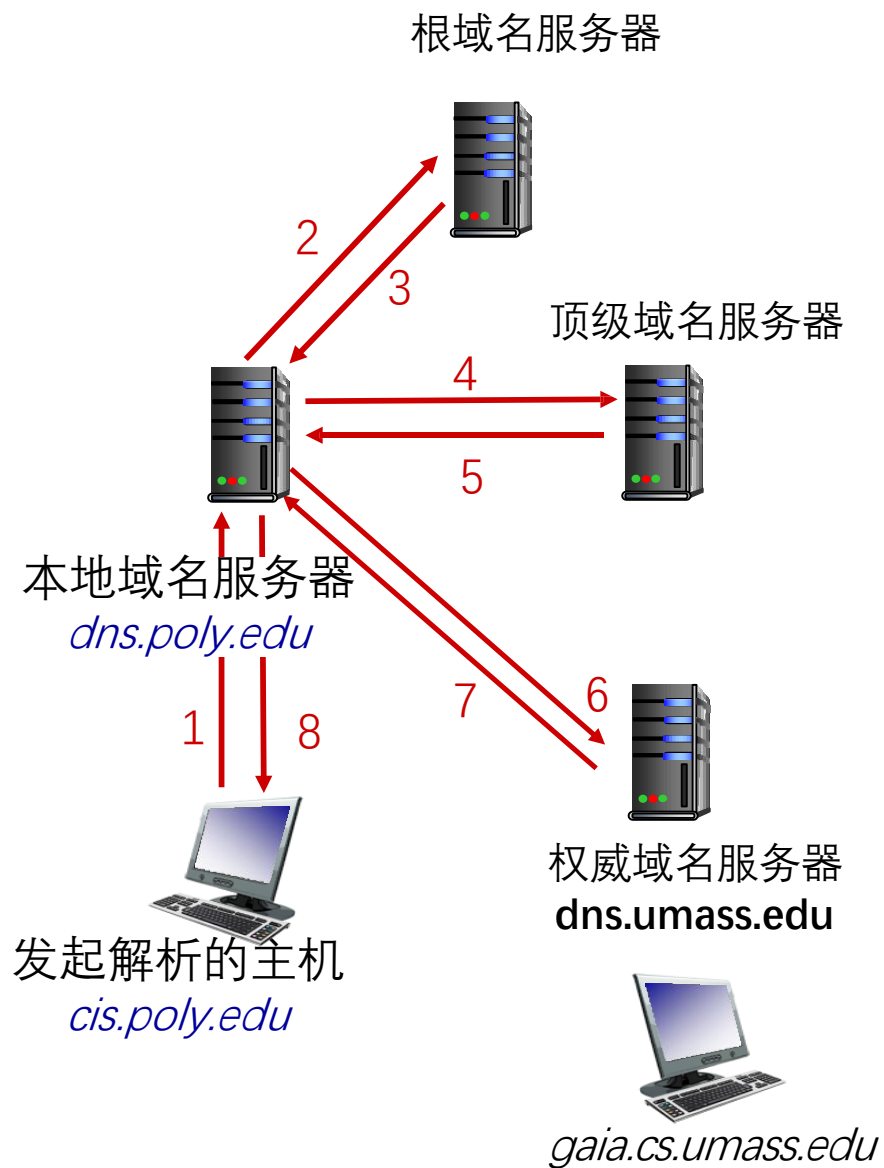 根域名服务器
2
3
顶级域名服务器
4
5
本地域名服务器
dns.poly.edu
6
7
1
8
权威域名服务器
dns.umass.edu
发起解析的主机
cis.poly.edu
gaia.cs.umass.edu